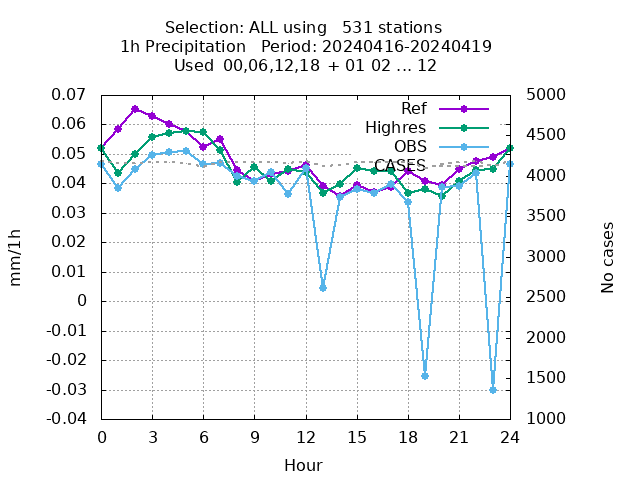 Selection: ALL using   531 stations
1h Precipitation   Period: 20240416-20240419
Used 00,06,12,18 + 01 02 ... 12
Ref
Highres
OBS
CASES
0.07
0.06
0.05
0.04
0.03
0.02
0.01
0
-0.01
-0.02
-0.03
-0.04
5000
4500
4000
3500
3000
2500
2000
1500
1000
mm/1h
No cases
0 3 6 9 12 15 18 21 24
Hour